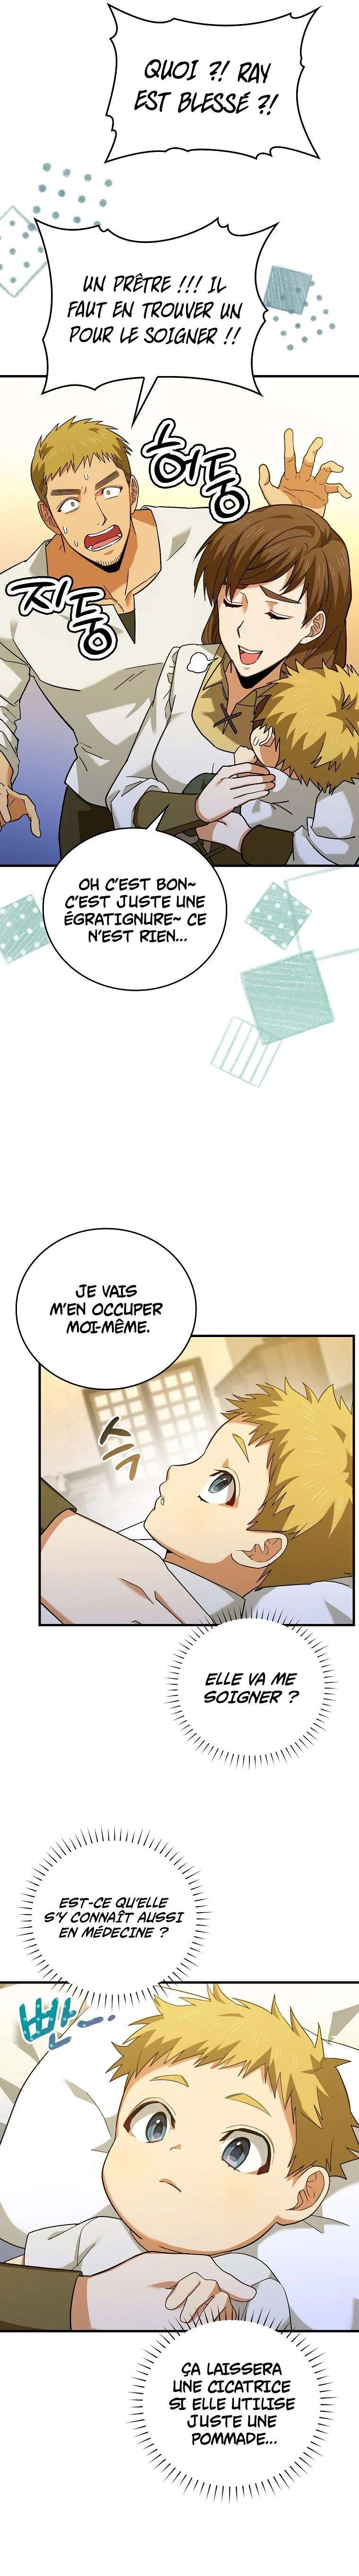 QUOI ?! RAY
EST BLESSÉ ?!
UN PRÊTRE !!! IL
FAUT EN TROUVER UN
POUR LE SOIGNER !!
허둥
지둥
OH C'EST BON~
C'EST JUSTE UNE
ÉGRATIGNURE~ CE
N'EST RIEN...
JE VAIS
M'EN OCCUPER
MOI-MÊME.
스윽
ELLE VA ME
SOIGNER ?
EST-CE QU'ELLE
S'Y CONNAÎT AUSSI
EN MÉDECINE ?
빤-...
ÇA LAISSERA
UNE CICATRICE
SI ELLE UTILISE
JUSTE UNE
POMMADE...